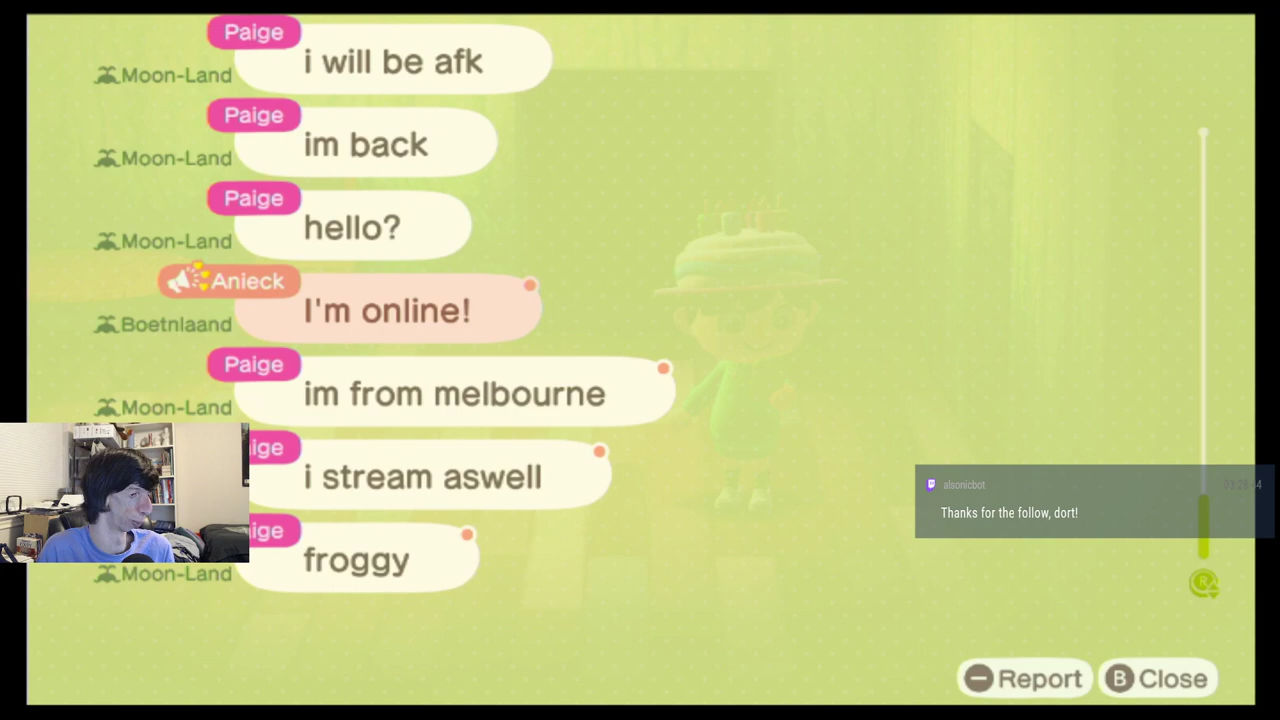 Paige
i will be afk
Moon-Land
Paige
im back
Moon-Land
Paige
hello?
Moon-Land
Anieck
I'm online!
Boetnlaand
Paige
im from melbourne
Moon-Land
ige
i stream aswell
ige
froggy
Moon-Land
alsonicbot
Thanks for the follow, dort!
R
Report
B Close